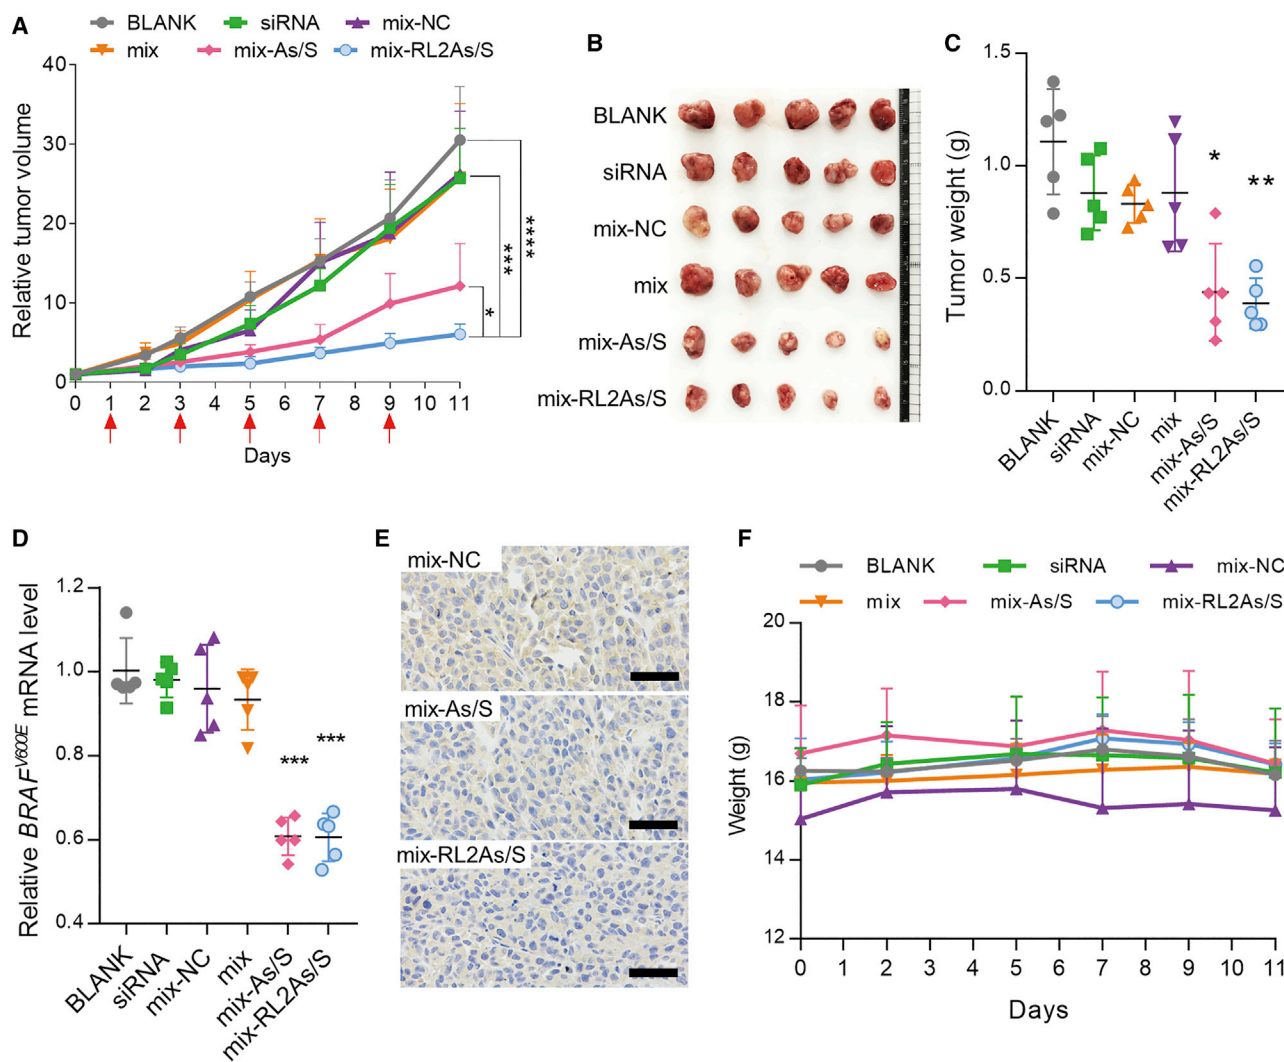 A
BLANK siRNA mix-NC
mix mix-As/S mix-RL2As/S
Relative tumor volume
40
30
20
10
0
0 1 2 3 4 5 6 7 8 9 10 11
Days
* *** ****
B
BLANK
siRNA
mix-NC
mix
mix-As/S
mix-RL2As/S
C
Tumor weight (g)
1.5
1.0
0.5
0.0
* **
BLANK siRNA mix-NC mix mix-As/S mix-RL2As/S
D
Relative BRAFV600E mRNA level
1.2
1.0
0.8
0.6
0.4
*** ***
BLANK siRNA mix-NC mix mix-As/S mix-RL2As/S
E
mix-NC
mix-As/S
mix-RL2As/S
F
BLANK siRNA mix-NC
mix mix-As/S mix-RL2As/S
Weight (g)
20
18
16
14
12
0 1 2 3 4 5 6 7 8 9 10 11
Days